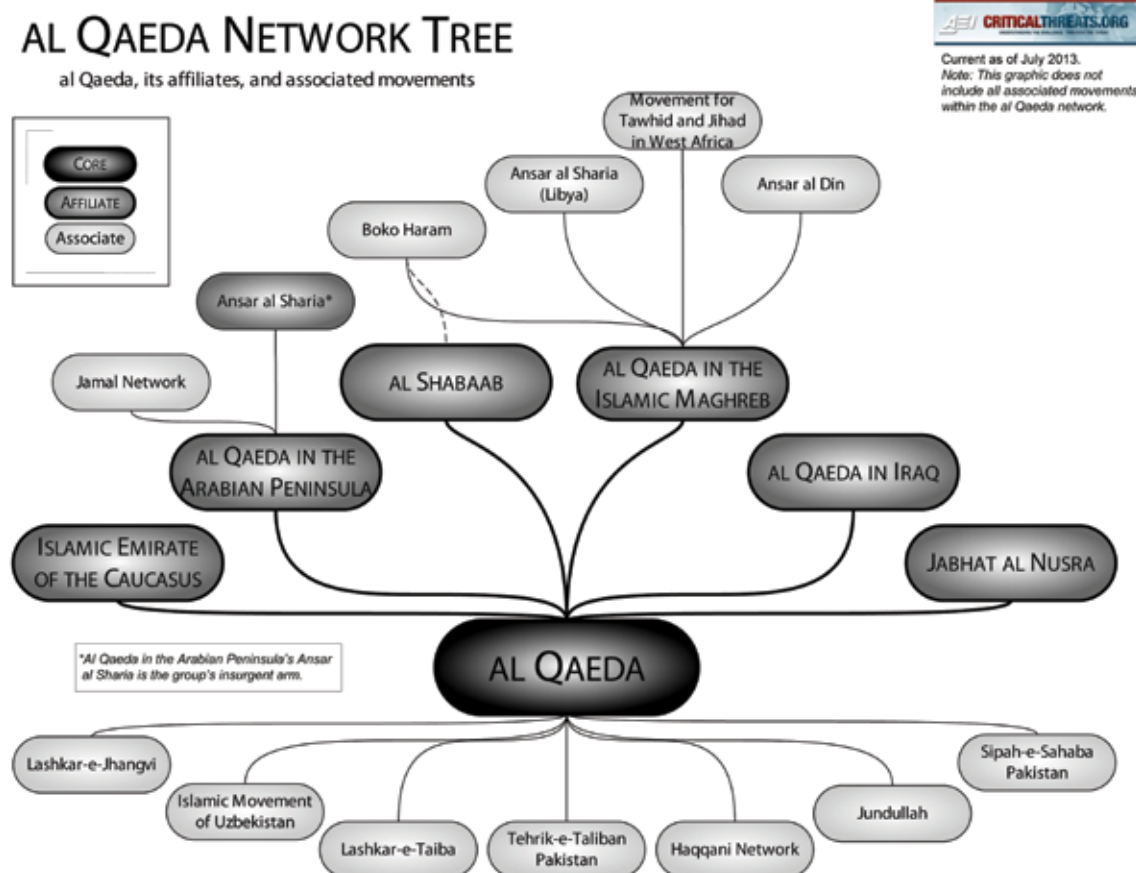 AL QAEDA NETWORK TREE
al Qaeda, its affiliates, and associated movements
AEI CRITICALTHREATS.ORG
Current as of July 2013.
Note: This graphic does not
include all associated movements
within the al Qaeda network.
CORE
AFFILIATE
Associate
Movement for
Tawhid and Jihad
in West Africa
Ansar al Sharia
(Libya)
Ansar al Din
Boko Haram
Ansar al Sharia*
Jamal Network
AL SHABAAB
AL QAEDA IN THE
ISLAMIC MAGHREB
AL QAEDA IN THE
ARABIAN PENINSULA
AL QAEDA IN IRAQ
ISLAMIC EMIRATE
OF THE CAUCASUS
JABHAT AL NUSRA
AL QAEDA
*Al Qaeda in the Arabian Peninsula's Ansar
al Sharia is the group's insurgent arm.
Lashkar-e-Jhangvi
Islamic Movement
of Uzbekistan
Lashkar-e-Taiba
Tehrik-e-Taliban
Pakistan
Haqqani Network
Jundullah
Sipah-e-Sahaba
Pakistan